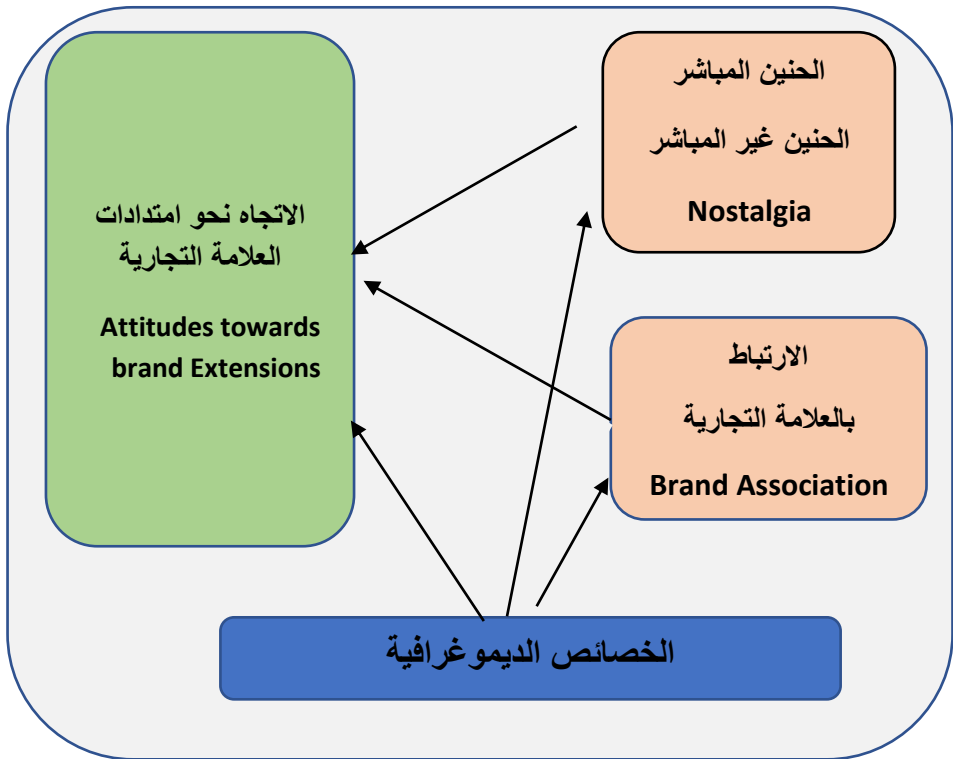 الحنين المباشر
الحنين غير المباشر
Nostalgia
الاتجاه نحو امتدادات
العلامة التجارية
Attitudes towards
brand Extensions
الارتباط
بالعلامة التجارية
Brand Association
الخصائص الديموغرافية